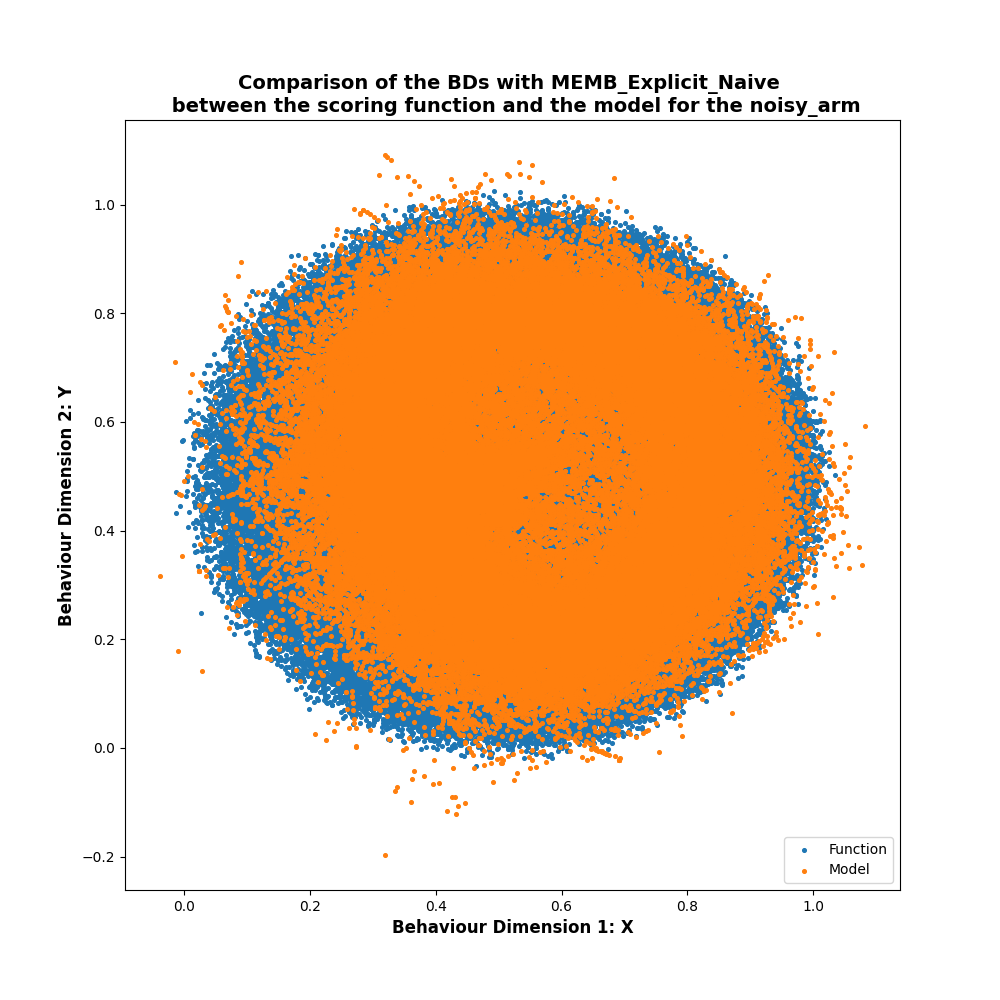 Comparison of the BDs with MEMB_Explicit_Naive
between the scoring function and the model for the noisy_arm
Behaviour Dimension 2: Y
1.0
0.8
0.6
0.4
0.2
0.0
−0.2
0.0
0.2
0.4
0.6
0.8
1.0
Behaviour Dimension 1: X
Function
Model